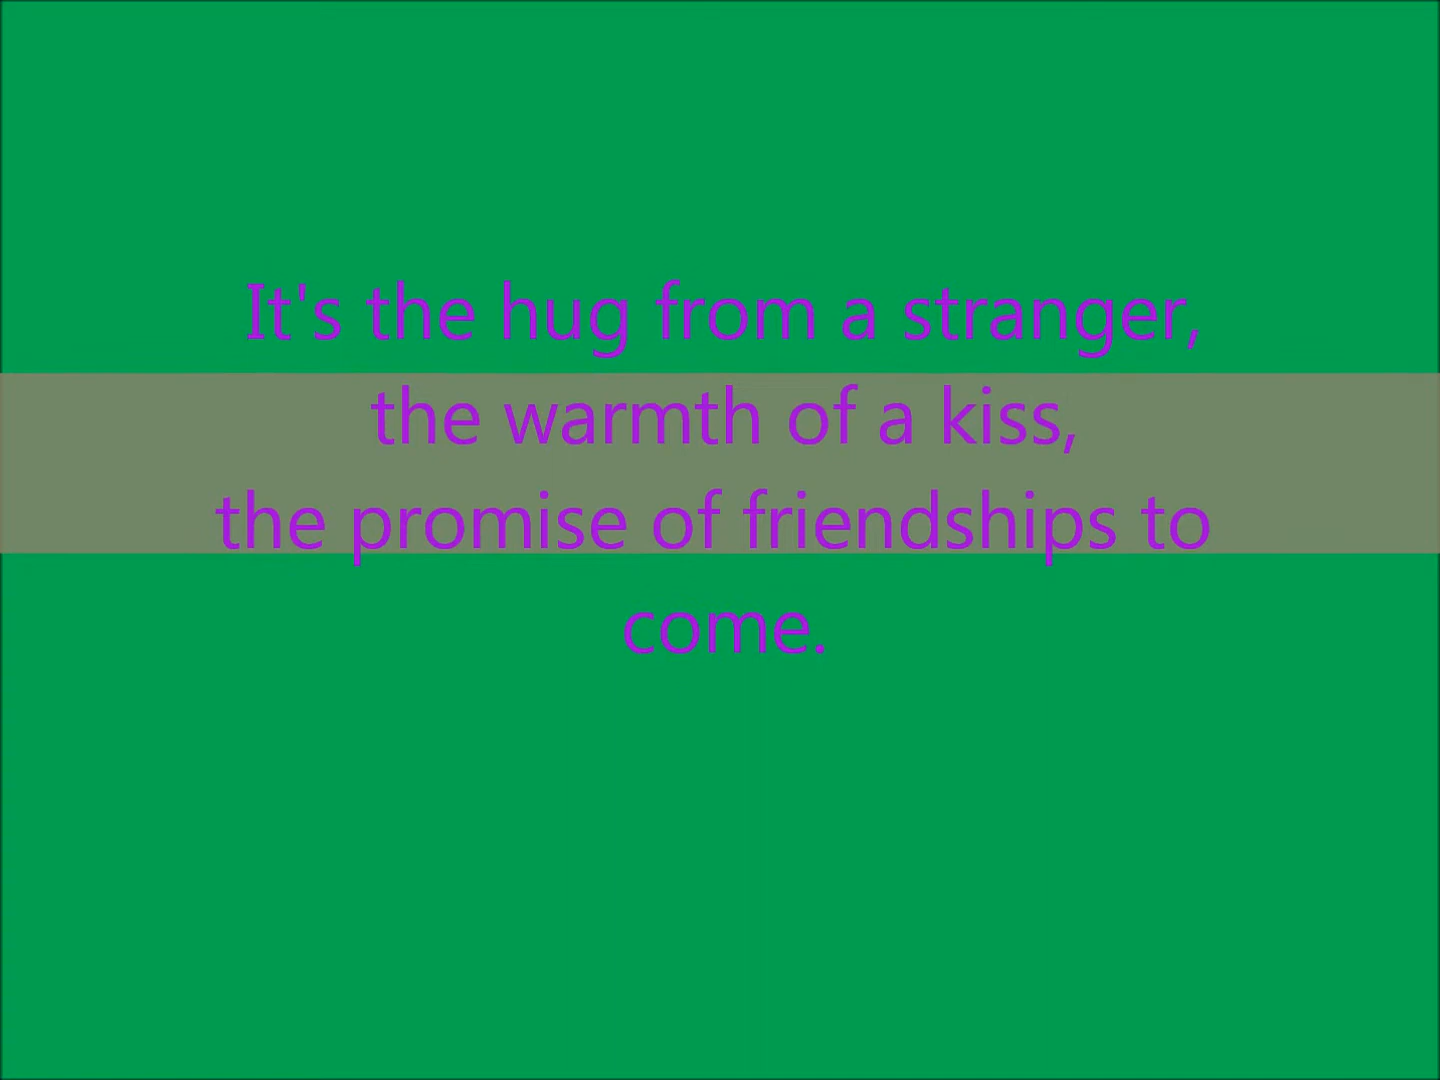 It's the hug from a stranger,
the warmth of a kiss,
the promise of friendships to
come.